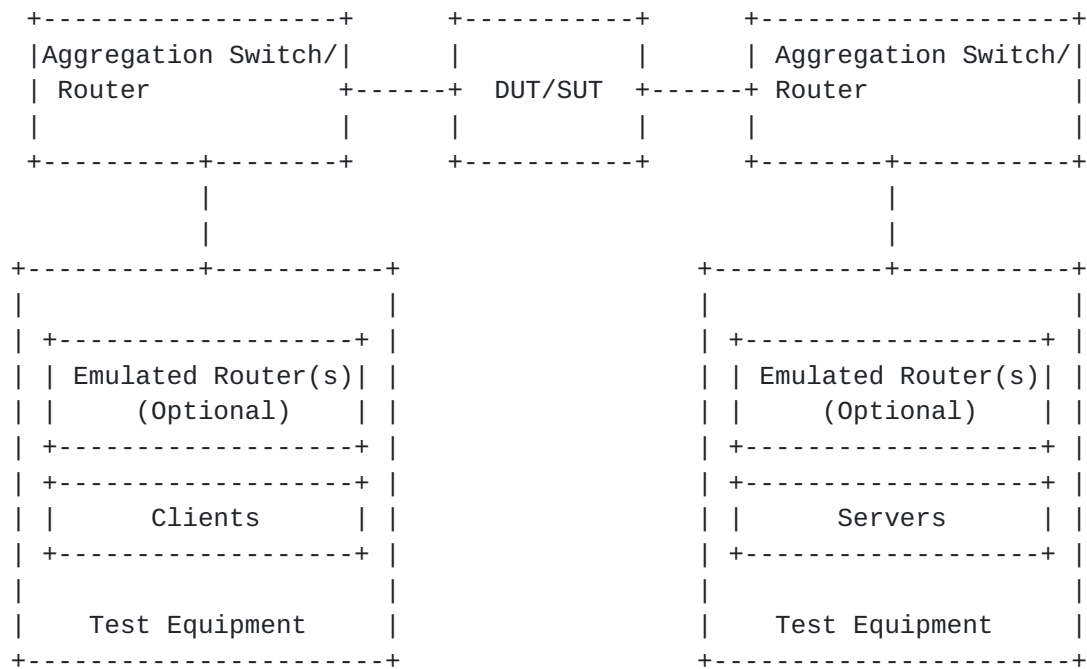 Aggregation Switch/
Router
DUT/SUT
Aggregation Switch/
Router
Emulated Router(s)
(Optional)
Clients
Test Equipment
Emulated Router(s)
(Optional)
Servers
Test Equipment